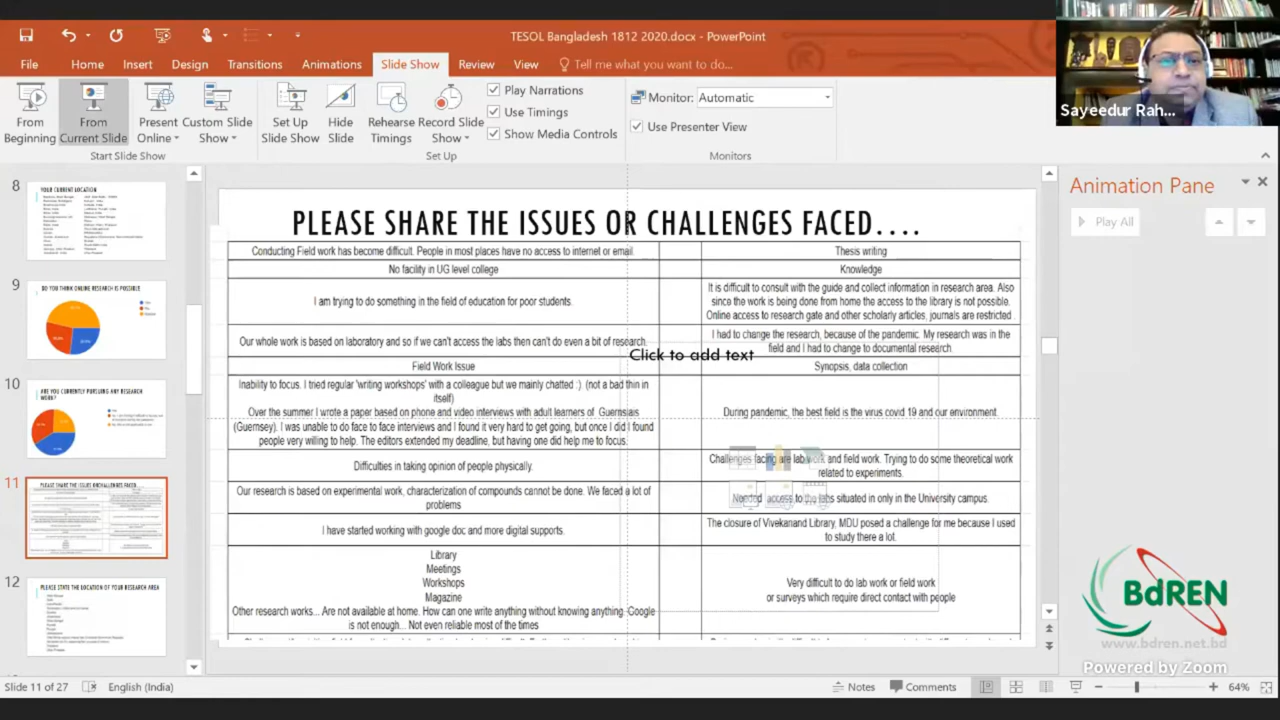 TESOL Bangladesh 1812 2020.docx - PowerPoint
File Home Insert Design Transitions Animations Slide Show Review View Tell me what you want to do...
From Beginning
From Current Slide
Present Online
Custom Slide Show
Start Slide Show
Set Up Slide Show
Hide Slide
Rehearse Timings
Record Slide Show
Play Narrations
Use Timings
Show Media Controls
Set Up
Monitor: Automatic
Use Presenter View
Monitors
Sayeedur Rah...
8
YOUR CURRENT LOCATION
9
DO YOU THINK ONLINE RESEARCH IS POSSIBLE
10
ARE YOU CURRENTLY PURSUING ANY RESEARCH
WORK?
11
12
PLEASE STATE THE LOCATION OF YOUR RESEARCH AREA
PLEASE SHARE THE ISSUES OR CHALLENGES FACED....
Conducting Field work has become difficult. People in most places have no access to internet or email.
Thesis writing
No facility in UG level college
Knowledge
I am trying to do something in the field of education for poor students.
It is difficult to consult with the guide and collect information in research area. Also
since the work is being done from home the access to the library is not possible.
Online access to research gate and other scholarly articles, journals are restricted
Our whole work is based on laboratory and so if we can't access the labs then can't do even a bit of research.
I had to change the research, because of the pandemic. My research was in the
field and I had to change to documental research.
Click to add text
Field Work Issue
Synopsis, data collection
Inability to focus. I tried regular 'writing workshops' with a colleague but we mainly chatted :). (not a bad thin in
itself)
Over the summer I wrote a paper based on phone and video interviews with adult learners of Guernsiais
(Guernsey). I was unable to do face to face interviews and I found it very hard to get going, but once I did I found
people very willing to help. The editors extended my deadline, and having one did help me to focus.
During pandemic, the field is the virus covid 19 and our environment.
Difficulties in taking opinion of people physically.
Challenges facing are lab work and field work. Trying to do some theoretical work
related to experiments.
Our research is based on experimental work, characterization of compounds cannot be done. We faced a lot of
problems
access to the labs situated in only in the University campus.
I have started working with google doc and more digital supports.
The closure of Vivekanand Library, MDU posed a challenge for me because I used
to study there a lot.
Library
Meetings
Workshops
Magazine
Other research works... Are not available at home. How can one write anything without knowing anything. Google
is not enough... Not even reliable most of the times
Very difficult to do lab work or field work
or surveys which require direct contact with people
Animation Pane
Play All
BdREN
www.bdren.net.bd
Powered by Zoom
Slide 11 of 27 English (India) Notes Comments 64%